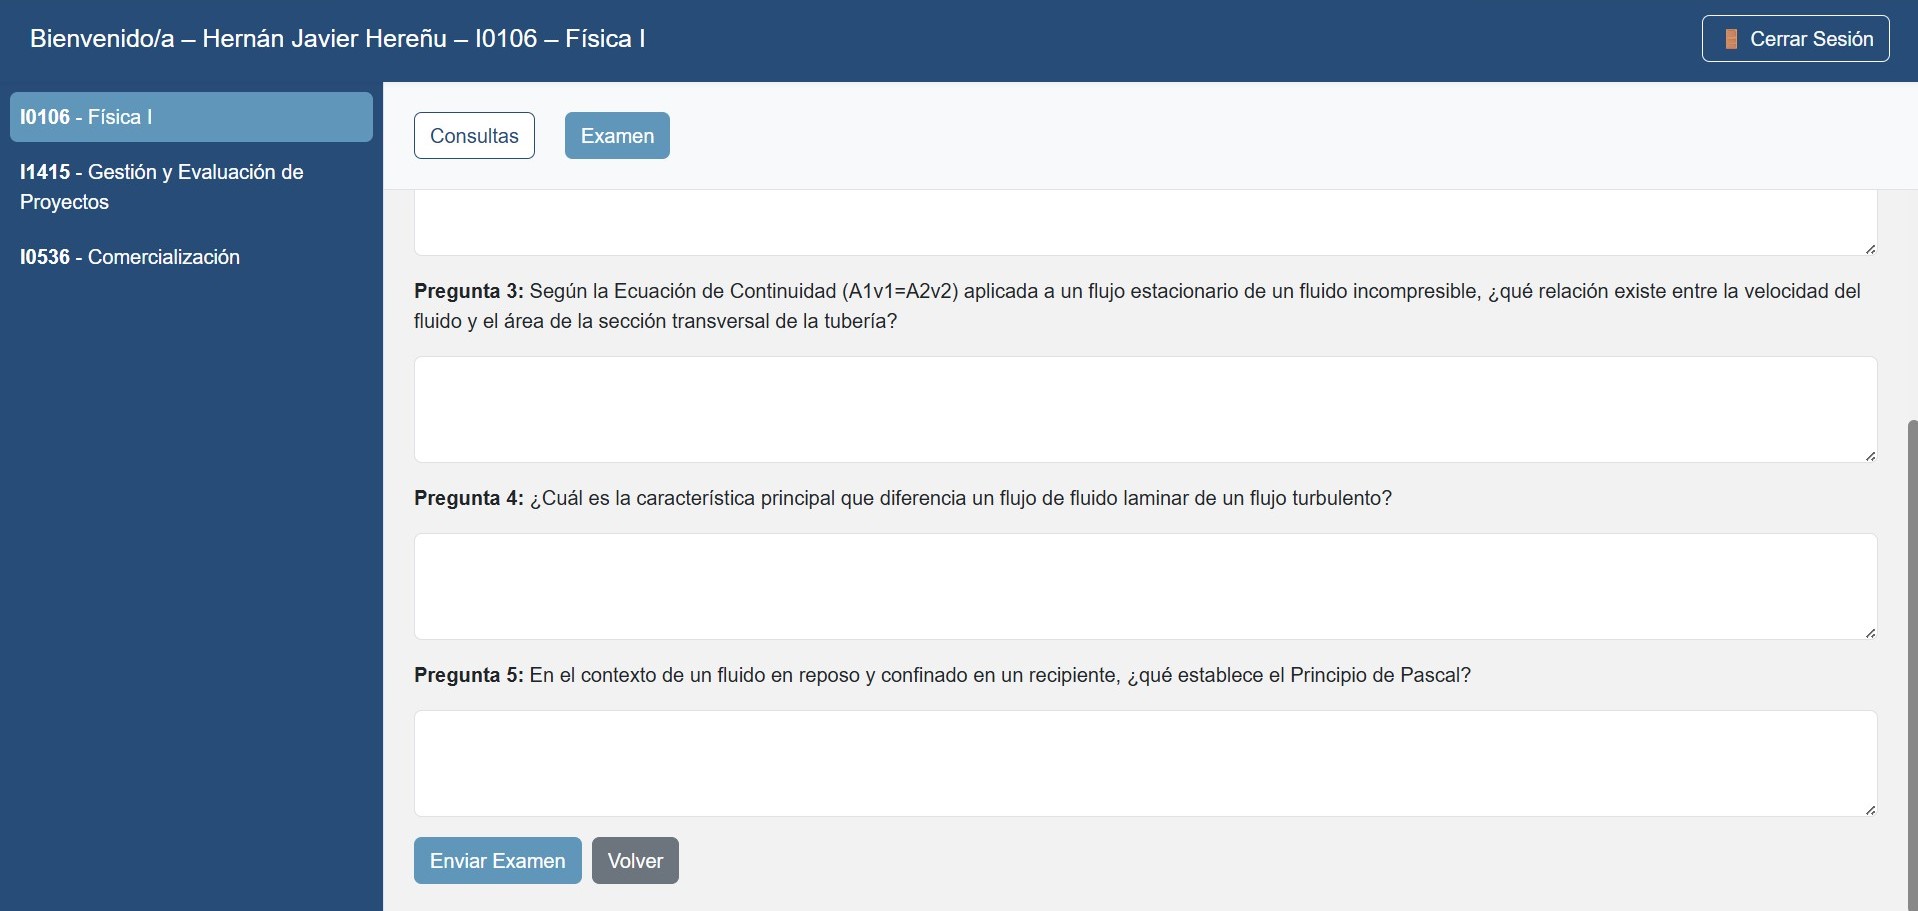 Bienvenido/a – Hernán Javier Hereñu – I0106 – Física I
Cerrar Sesión
I0106 - Física I
I1415 - Gestión y Evaluación de
Proyectos
I0536 - Comercialización
Consultas
Examen
Pregunta 3: Según la Ecuación de Continuidad (A1v1=A2v2) aplicada a un flujo estacionario de un fluido incompresible, ¿qué relación existe entre la velocidad del
fluido y el área de la sección transversal de la tubería?
Pregunta 4: ¿Cuál es la característica principal que diferencia un flujo de fluido laminar de un flujo turbulento?
Pregunta 5: En el contexto de un fluido en reposo y confinado en un recipiente, ¿qué establece el Principio de Pascal?
Enviar Examen
Volver